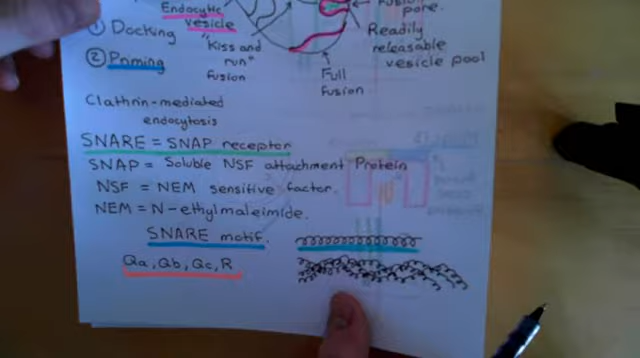 Endocytic
vesicle
"Kiss and
run"
fusion
fusion
pore.
Readily
releasable
vesicle pool
Full
fusion
① Docking
② Priming
Clathrin-mediated
endocytosis
SNARE = SNAP receptor
SNAP = Soluble NSF attachment Protein
NSF = NEM sensitive factor.
NEM = N-ethylmaleimide.
SNARE motif.
Qa, Qb, Qc, R